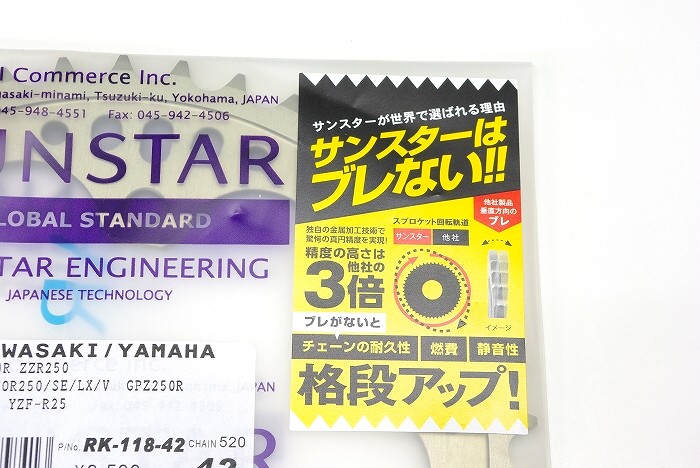 Commerce Inc.
asaki-minami, Tsuzuki-ku, Yokohama, JAPAN
045-948-4551 Fax: 045-942-4506
UNSTAR
LOBAL STANDARD
TAR ENGINEERING
JAPANESE TECHNOLOGY
WASAKI/YAMAHA
ZZR250
OR250/SE/LX/V GPZ250R
YZF-R25
P/No. RK-118-42 CHAIN 520
42
サンスターが世界で選ばれる理由
サンスターは
ブレない!!
他社製品
垂直方向の
ブレ
独自の金属加工技術で
驚愕の真円精度を実現!
精度の高さは
他社の
3倍
スプロケット回転軌道
サンスター 他社
イメージ
ブレがないと
チェーンの耐久性 燃費 静音性
格段アップ!